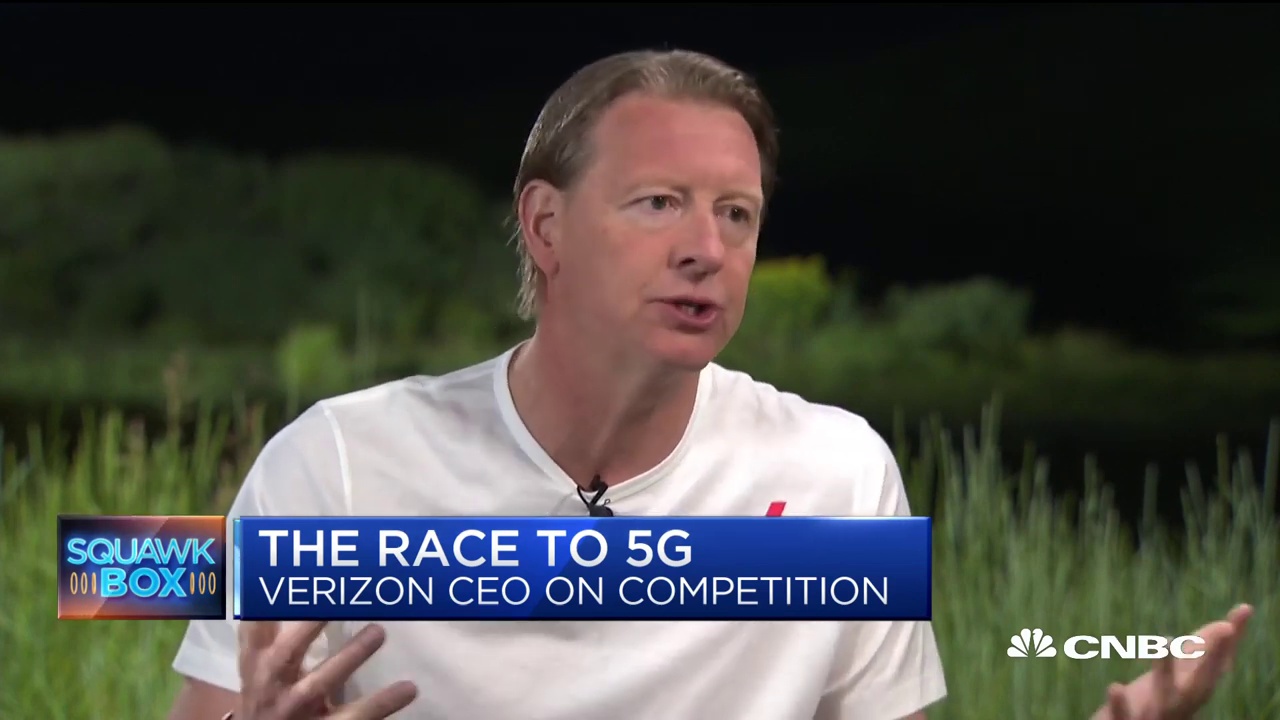 THE RACE TO 5G
VERIZON CEO ON COMPETITION
SQUAWK
BOX
CNBC